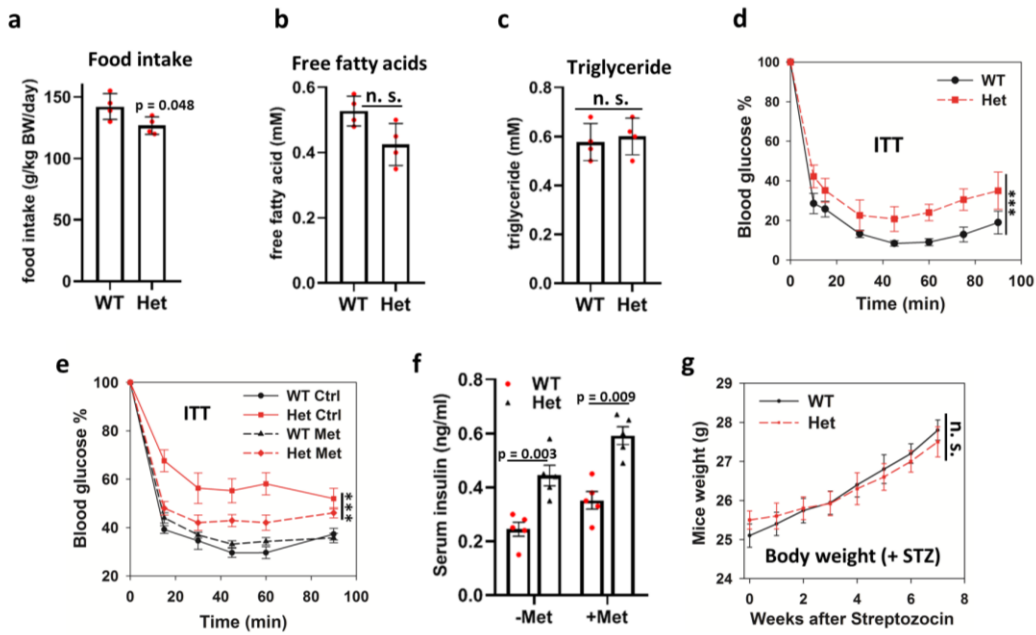 a
Food intake
food intake (g/kg BW/day)
150
100
50
0
p = 0.048
WT Het
b
Free fatty acids
free fatty acid (mM)
0.6
0.4
0.2
0.0
n. s.
WT Het
c
Triglyceride
triglyceride (mM)
0.8
0.6
0.4
0.2
0.0
n. s.
WT Het
d
Blood glucose %
100
80
60
40
20
0
WT
Het
ITT
***
0 20 40 60 80 100
Time (min)
e
Blood glucose %
100
80
60
40
20
ITT
WT Ctrl
Het Ctrl
WT Met
Het Met
***
0 20 40 60 80 100
Time (min)
f
Serum insulin (ng/ml)
0.8
0.6
0.4
0.2
0.0
WT
Het
p = 0.009
p = 0.003
-Met +Met
g
Mice weight (g)
29
28
27
26
25
24
WT
Het
n. s.
Body weight (+ STZ)
0 2 4 6 8
Weeks after Streptozocin